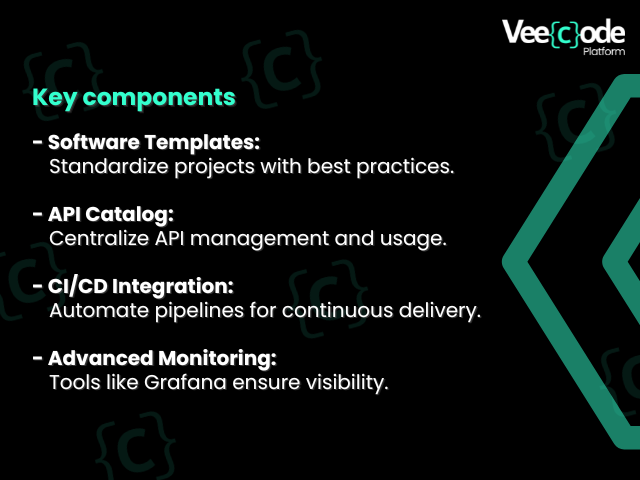 Vee{c}ode
Platform
Key components
- Software Templates:
Standardize projects with best practices.
- API Catalog:
Centralize API management and usage.
- CI/CD Integration:
Automate pipelines for continuous delivery.
- Advanced Monitoring:
Tools like Grafana ensure visibility.
{c}
{c}
{c}
{c}
{c}
{c}
{c}